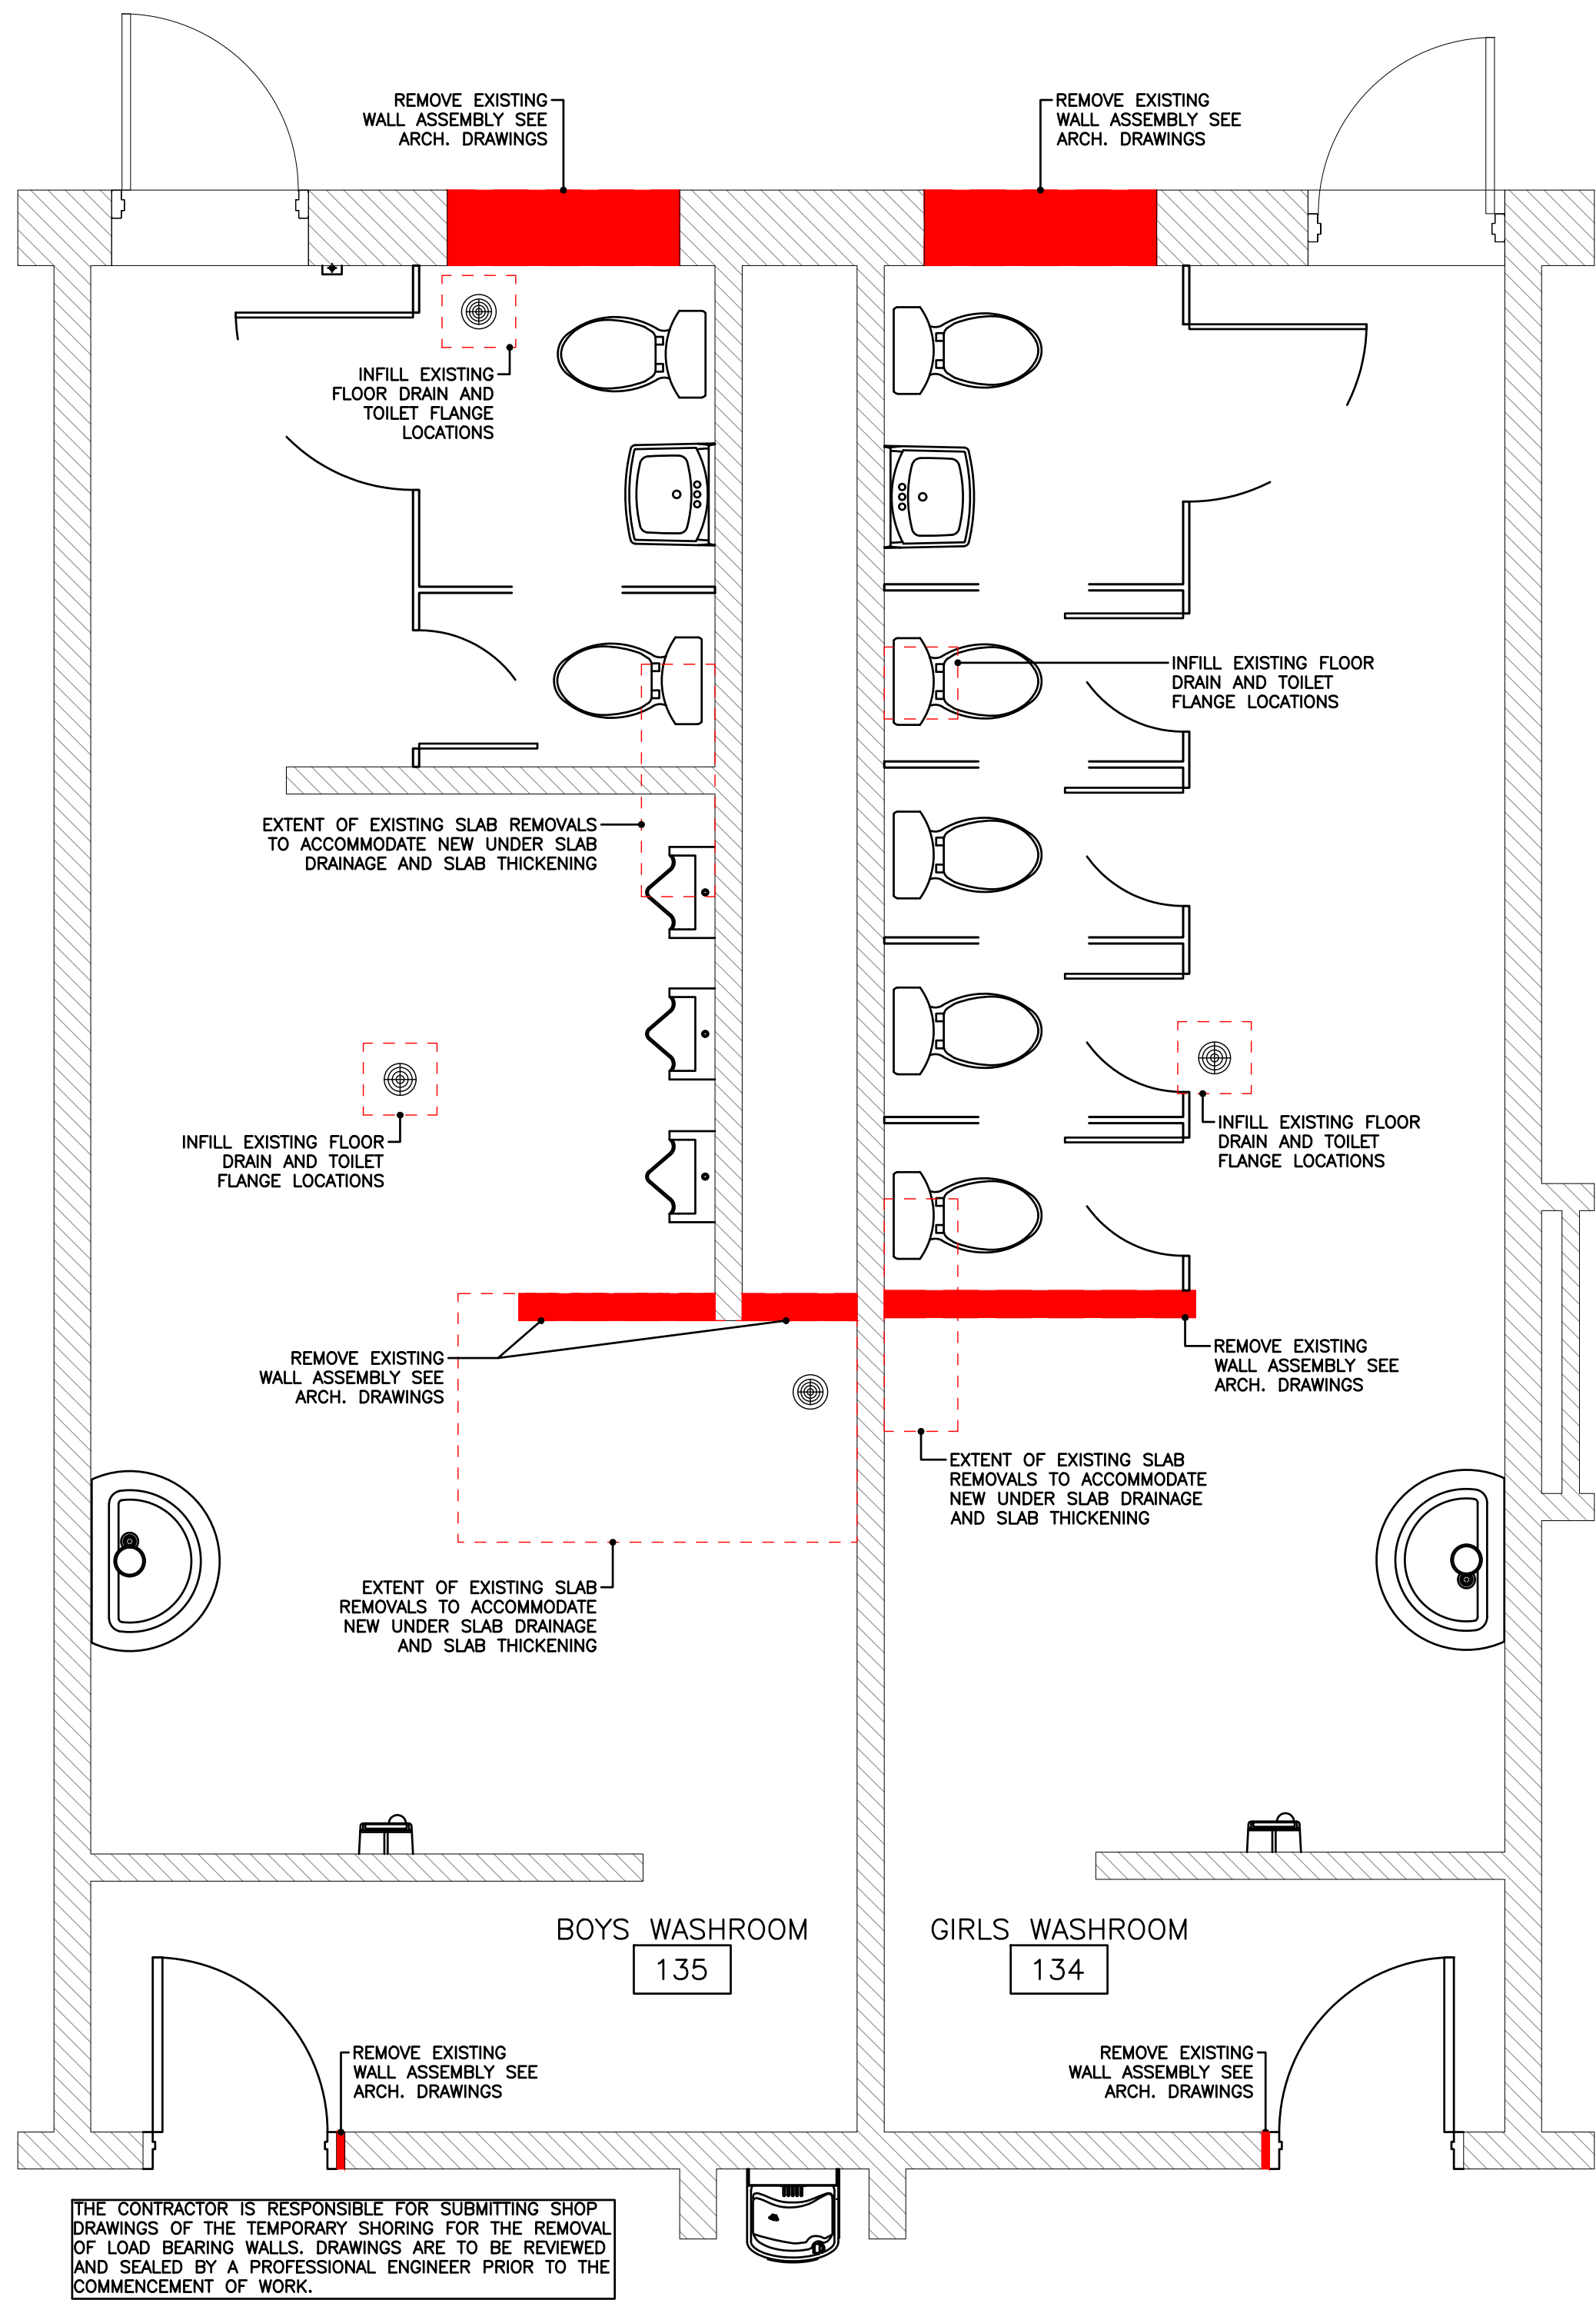 REMOVE EXISTING
WALL ASSEMBLY SEE
ARCH. DRAWINGS
REMOVE EXISTING
WALL ASSEMBLY SEE
ARCH. DRAWINGS
INFILL EXISTING
FLOOR DRAIN AND
TOILET FLANGE
LOCATIONS
INFILL EXISTING FLOOR
DRAIN AND TOILET
FLANGE LOCATIONS
EXTENT OF EXISTING SLAB REMOVALS
TO ACCOMMODATE NEW UNDER SLAB
DRAINAGE AND SLAB THICKENING
INFILL EXISTING FLOOR
DRAIN AND TOILET
FLANGE LOCATIONS
INFILL EXISTING FLOOR
DRAIN AND TOILET
FLANGE LOCATIONS
REMOVE EXISTING
WALL ASSEMBLY SEE
ARCH. DRAWINGS
REMOVE EXISTING
WALL ASSEMBLY SEE
ARCH. DRAWINGS
EXTENT OF EXISTING SLAB
REMOVALS TO ACCOMMODATE
NEW UNDER SLAB DRAINAGE
AND SLAB THICKENING
EXTENT OF EXISTING SLAB
REMOVALS TO ACCOMMODATE
NEW UNDER SLAB DRAINAGE
AND SLAB THICKENING
BOYS WASHROOM
135
GIRLS WASHROOM
134
REMOVE EXISTING
WALL ASSEMBLY SEE
ARCH. DRAWINGS
REMOVE EXISTING
WALL ASSEMBLY SEE
ARCH. DRAWINGS
THE CONTRACTOR IS RESPONSIBLE FOR SUBMITTING SHOP
DRAWINGS OF THE TEMPORARY SHORING FOR THE REMOVAL
OF LOAD BEARING WALLS. DRAWINGS ARE TO BE REVIEWED
AND SEALED BY A PROFESSIONAL ENGINEER PRIOR TO THE
COMMENCEMENT OF WORK.